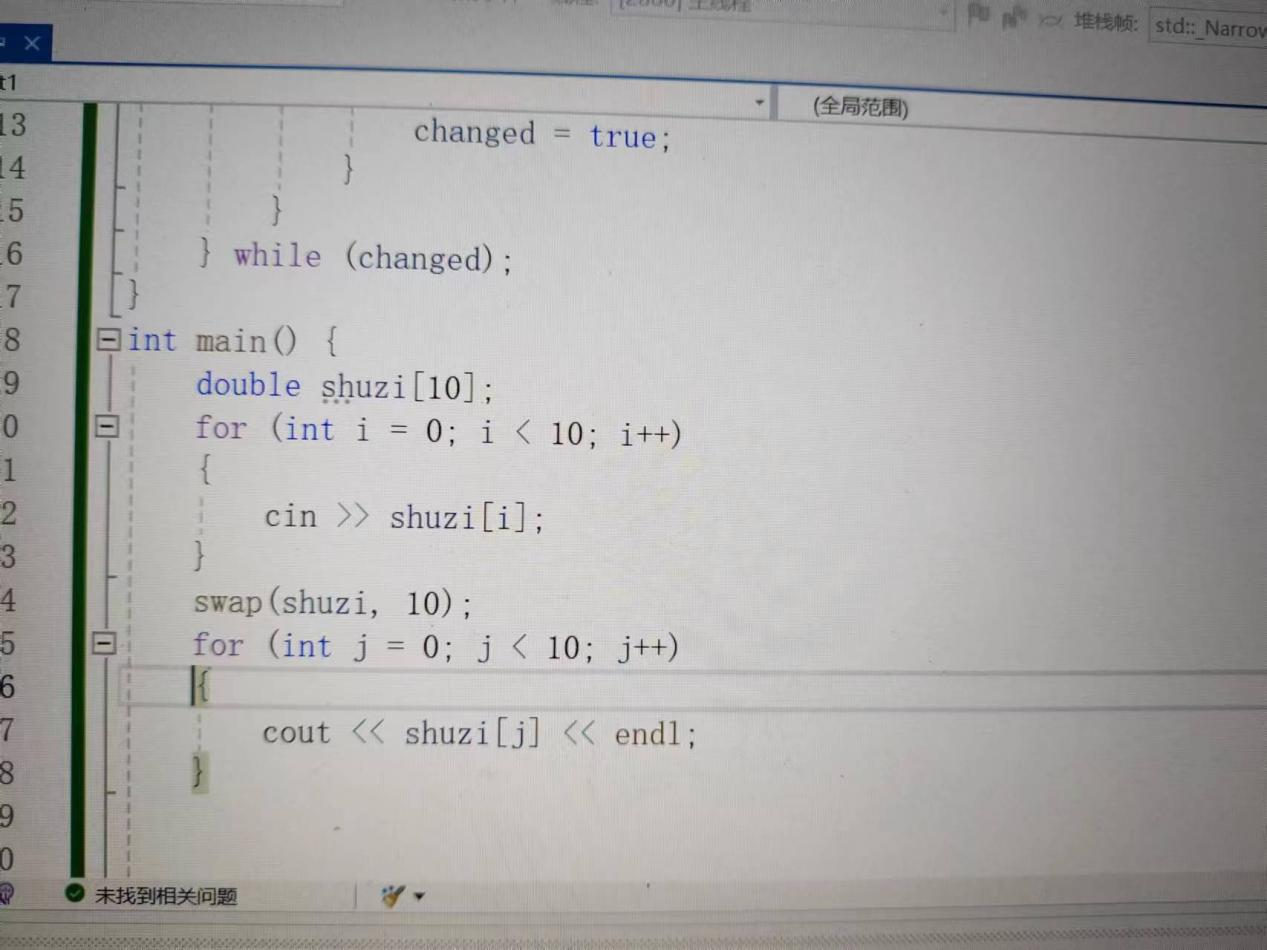 堆栈帧: std::_Narrow
t1
(全局范围)
13 changed = true;
14 }
15 }
6 } while (changed);
7 }
8 int main() {
9 double shuzi[10];
0 for (int i = 0; i < 10; i++)
1 {
2 cin >> shuzi[i];
3 }
4 swap(shuzi, 10);
5 for (int j = 0; j < 10; j++)
6 {
7 cout << shuzi[j] << endl;
8 }
9
0
未找到相关问题